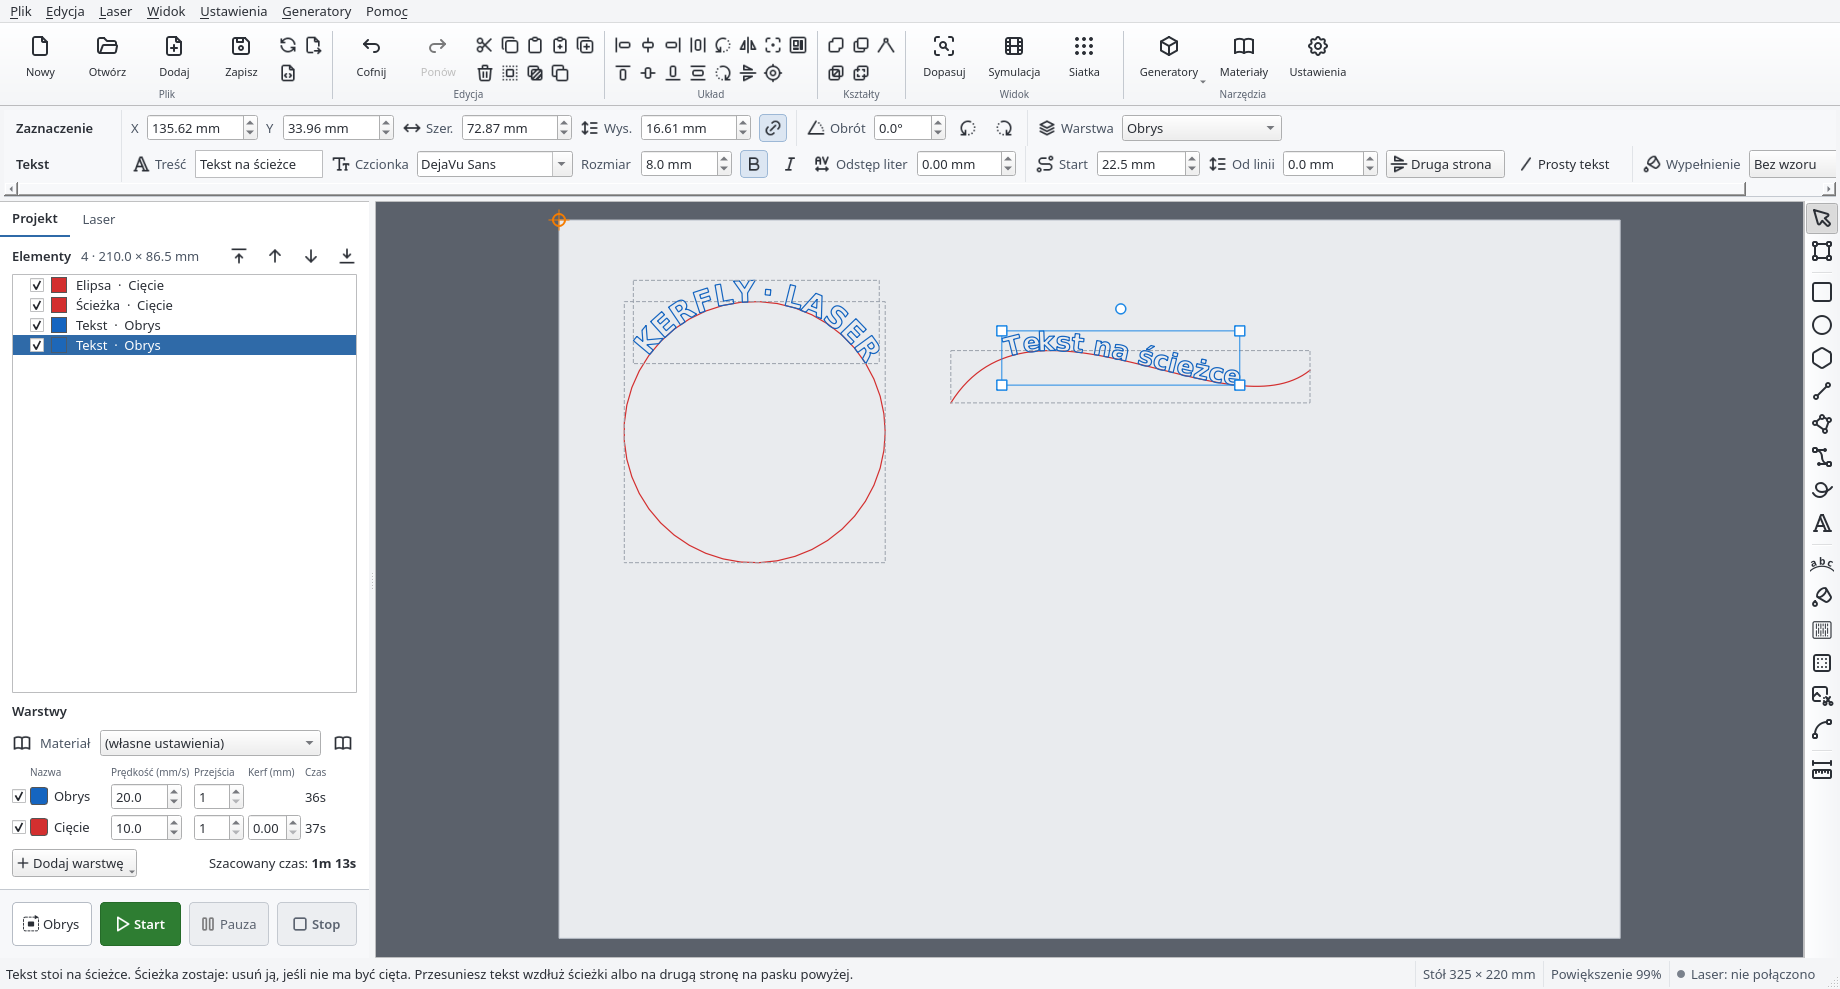 Plik Edycja Laser Widok Ustawienia Generatory Pomoc
Nowy Otwórz Dodaj Zapisz Cofnij Ponów Dopasuj Symulacja Siatka Generatory Materiały Ustawienia
Plik Edycja Układ Kształty Widok Narzędzia
Zaznaczenie X 135.62 mm Y 33.96 mm Szer. 72.87 mm Wys. 16.61 mm Obrót 0.0° Warstwa Obrys
Tekst Treść Tekst na ścieżce Czcionka DejaVu Sans Rozmiar 8.0 mm B I Odstęp liter 0.00 mm Start 22.5 mm Od linii 0.0 mm Druga strona Prosty tekst Wypełnienie Bez wzoru
Projekt Laser
Elementy 4 · 210.0 × 86.5 mm
Elipsa · Cięcie
Ścieżka · Cięcie
Tekst · Obrys
Tekst · Obrys
KERFLY · LASER
Tekst na ścieżce
abc
Warstwy
Materiał (własne ustawienia)
Nazwa Prędkość (mm/s) Przejścia Kerf (mm) Czas
Obrys 20.0 1 36s
Cięcie 10.0 1 0.00 37s
Dodaj warstwę Szacowany czas: 1m 13s
Obrys Start Pauza Stop
Tekst stoi na ścieżce. Ścieżka zostaje: usuń ją, jeśli nie ma być cięta. Przesuniesz tekst wzdłuż ścieżki albo na drugą stronę na pasku powyżej.
Stół 325 × 220 mm Powiększenie 99% Laser: nie połączono